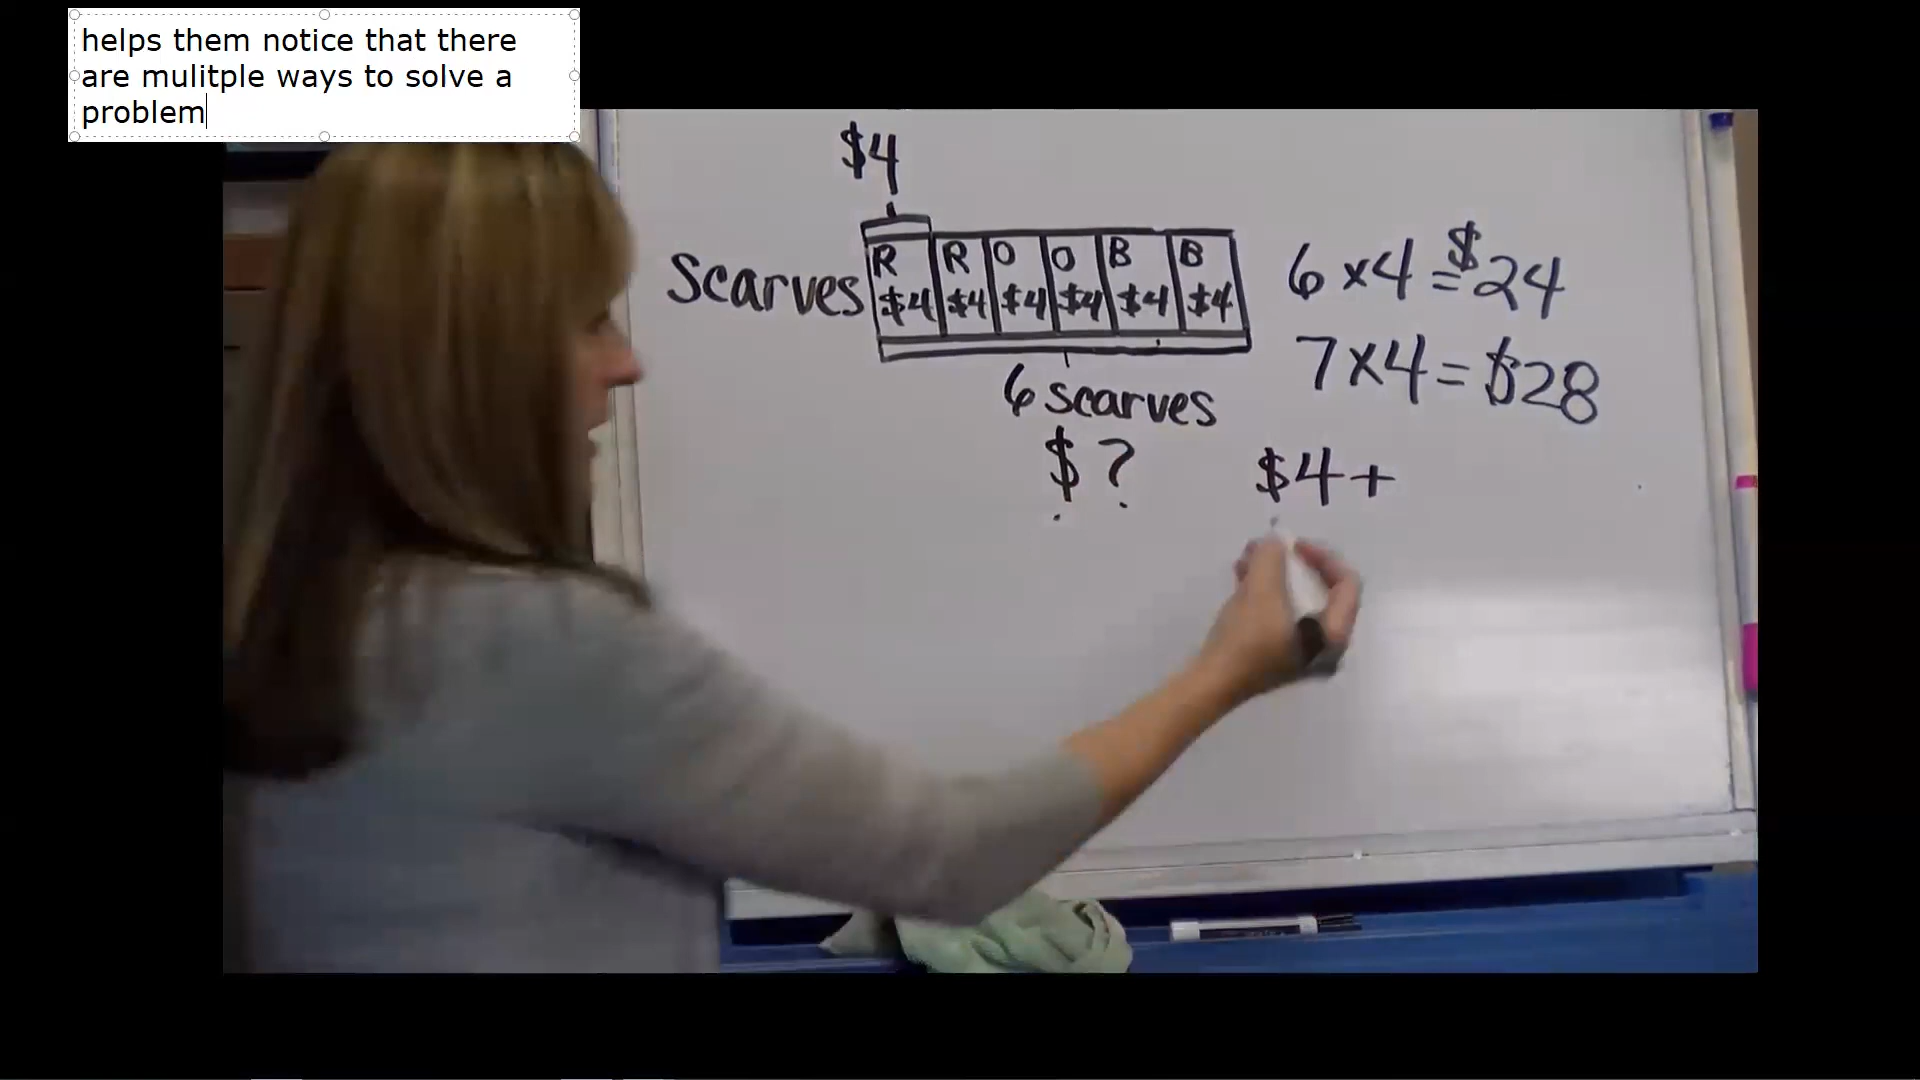 helps them notice that there
are mulitple ways to solve a
problem
$4
R R O O B B
Scarves $4 $4 $4 $4 $4 $4
6 scarves
$ ?
6 x 4 = $24
7 x 4 = $28
$4 +